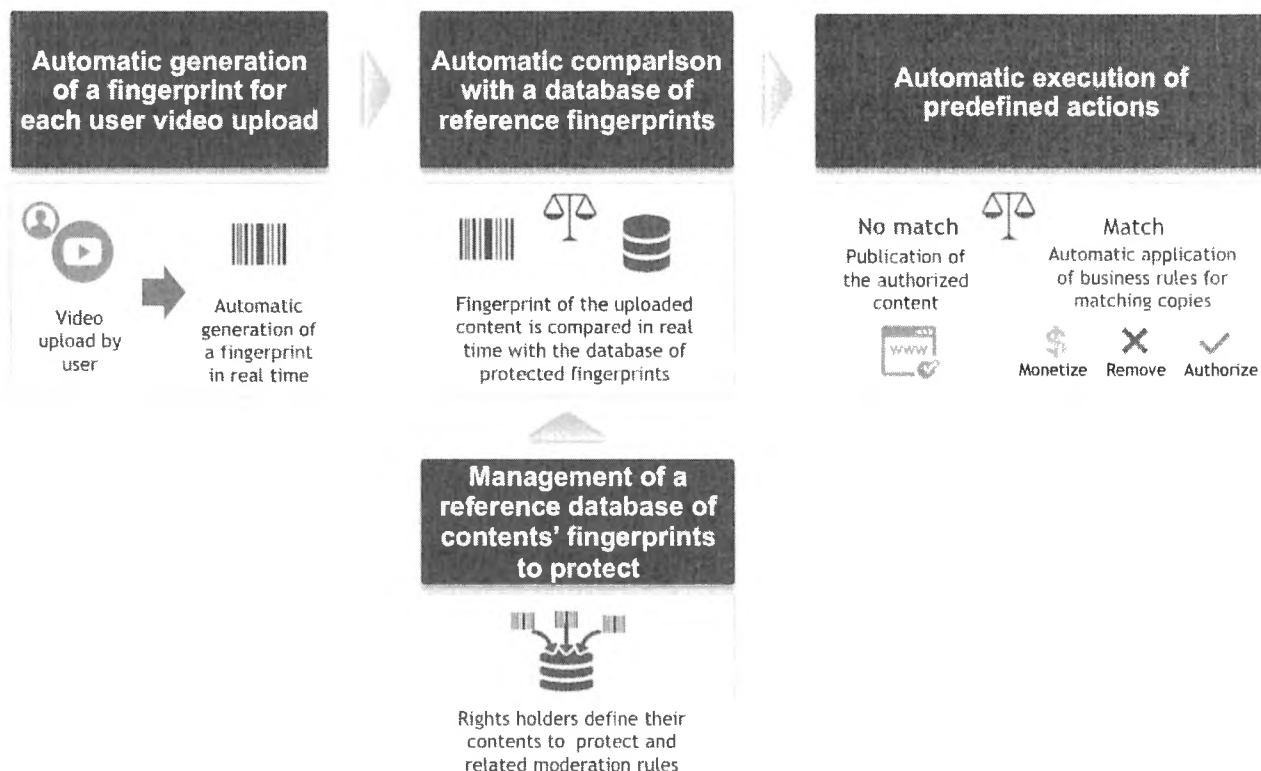 Automatic generation
of a fingerprint for
each user video upload
Automatic comparison
with a database of
reference fingerprints
Automatic execution of
predefined actions
Video
upload by
user
Automatic
generation of
a fingerprint
in real time
Fingerprint of the uploaded
content is compared in real
time with the database of
protected fingerprints
No match
Publication of
the authorized
content
www
Match
Automatic application
of business rules for
matching copies
$
Monetize
Remove
Authorize
Management of a
reference database of
contents' fingerprints
to protect
Rights holders define their
contents to protect and
related moderation rules